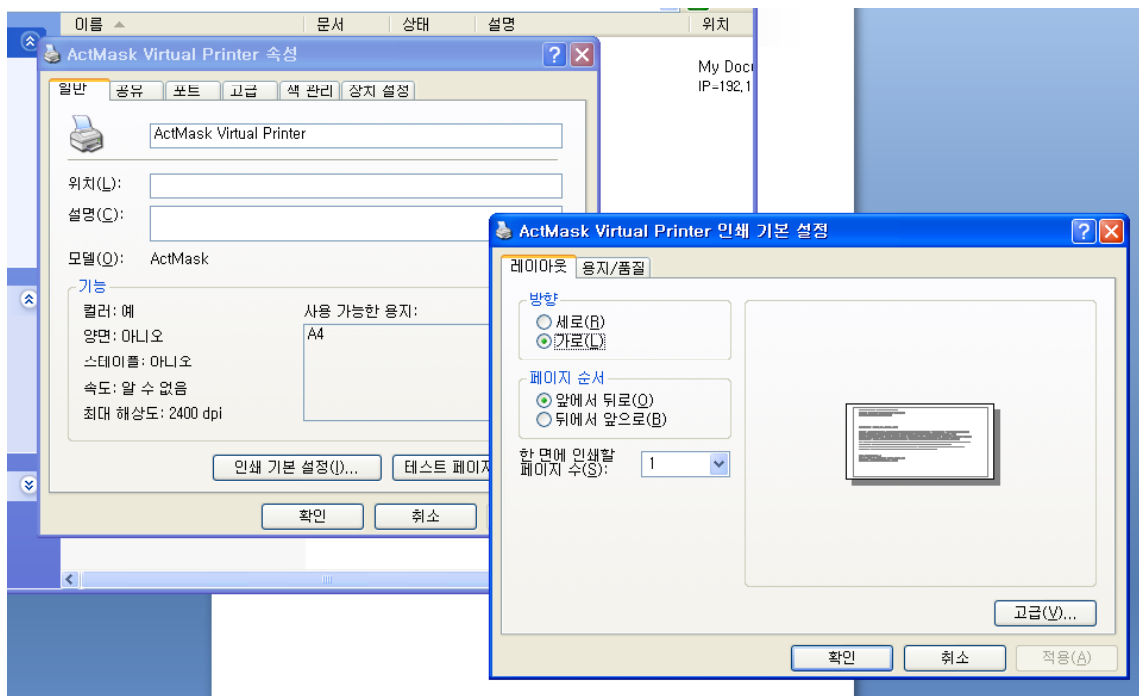 이름 문서 상태 설명 위치
My Docu
IP=192,1
ActMask Virtual Printer 속성
일반 공유 포트 고급 색 관리 장치 설정
ActMask Virtual Printer
위치(L):
설명(C):
모델(O): ActMask
기능
컬러: 예
양면: 아니오
스테이플: 아니오
속도: 알 수 없음
최대 해상도: 2400 dpi
사용 가능한 용지:
A4
인쇄 기본 설정(I)... 테스트 페이지
확인 취소
ActMask Virtual Printer 인쇄 기본 설정
레이아웃 용지/품질
방향
세로(R)
가로(L)
페이지 순서
앞에서 뒤로(O)
뒤에서 앞으로(B)
한 면에 인쇄할
페이지 수(S): 1
고급(V)...
확인 취소 적용(A)